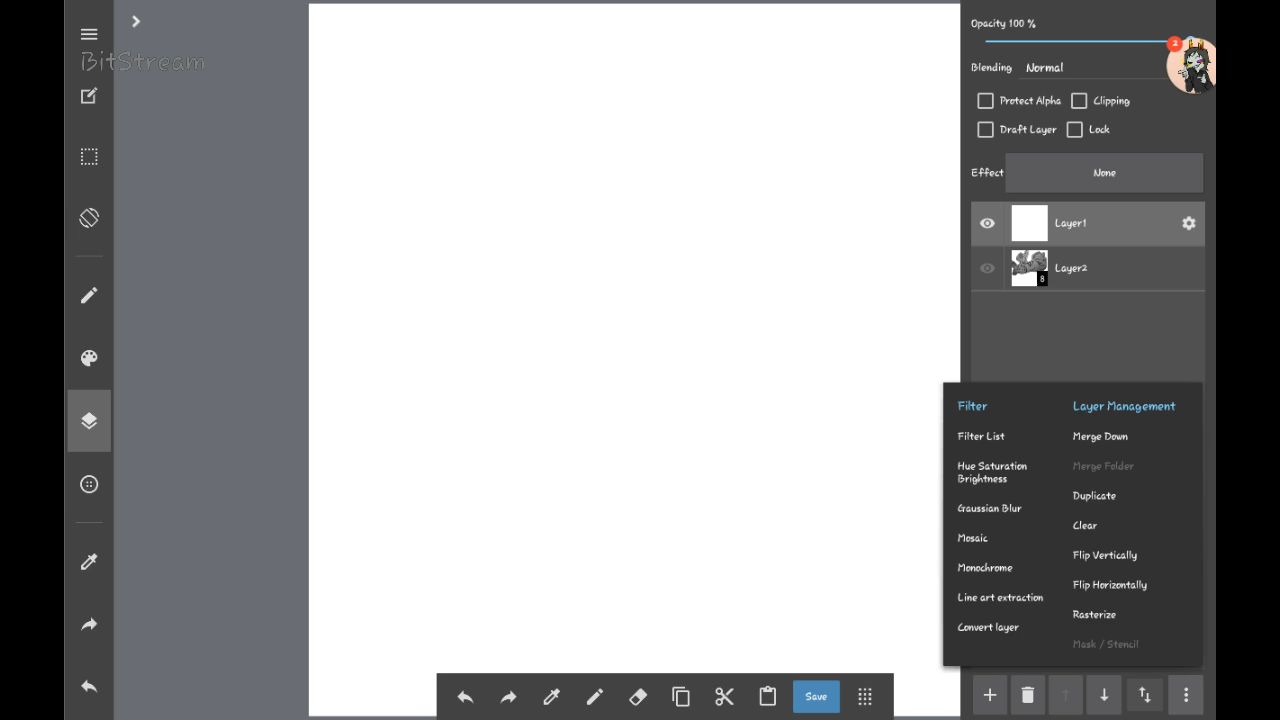 Opacity 100 %
2
BitStream
Blending Normal
Protect Alpha Clipping
Draft Layer Lock
Effect None
Layer1
8 Layer2
Filter
Filter List
Hue Saturation
Brightness
Gaussian Blur
Mosaic
Monochrome
Line art extraction
Convert layer
Layer Management
Merge Down
Merge Folder
Duplicate
Clear
Flip Vertically
Flip Horizontally
Rasterize
Mask / Stencil
Save